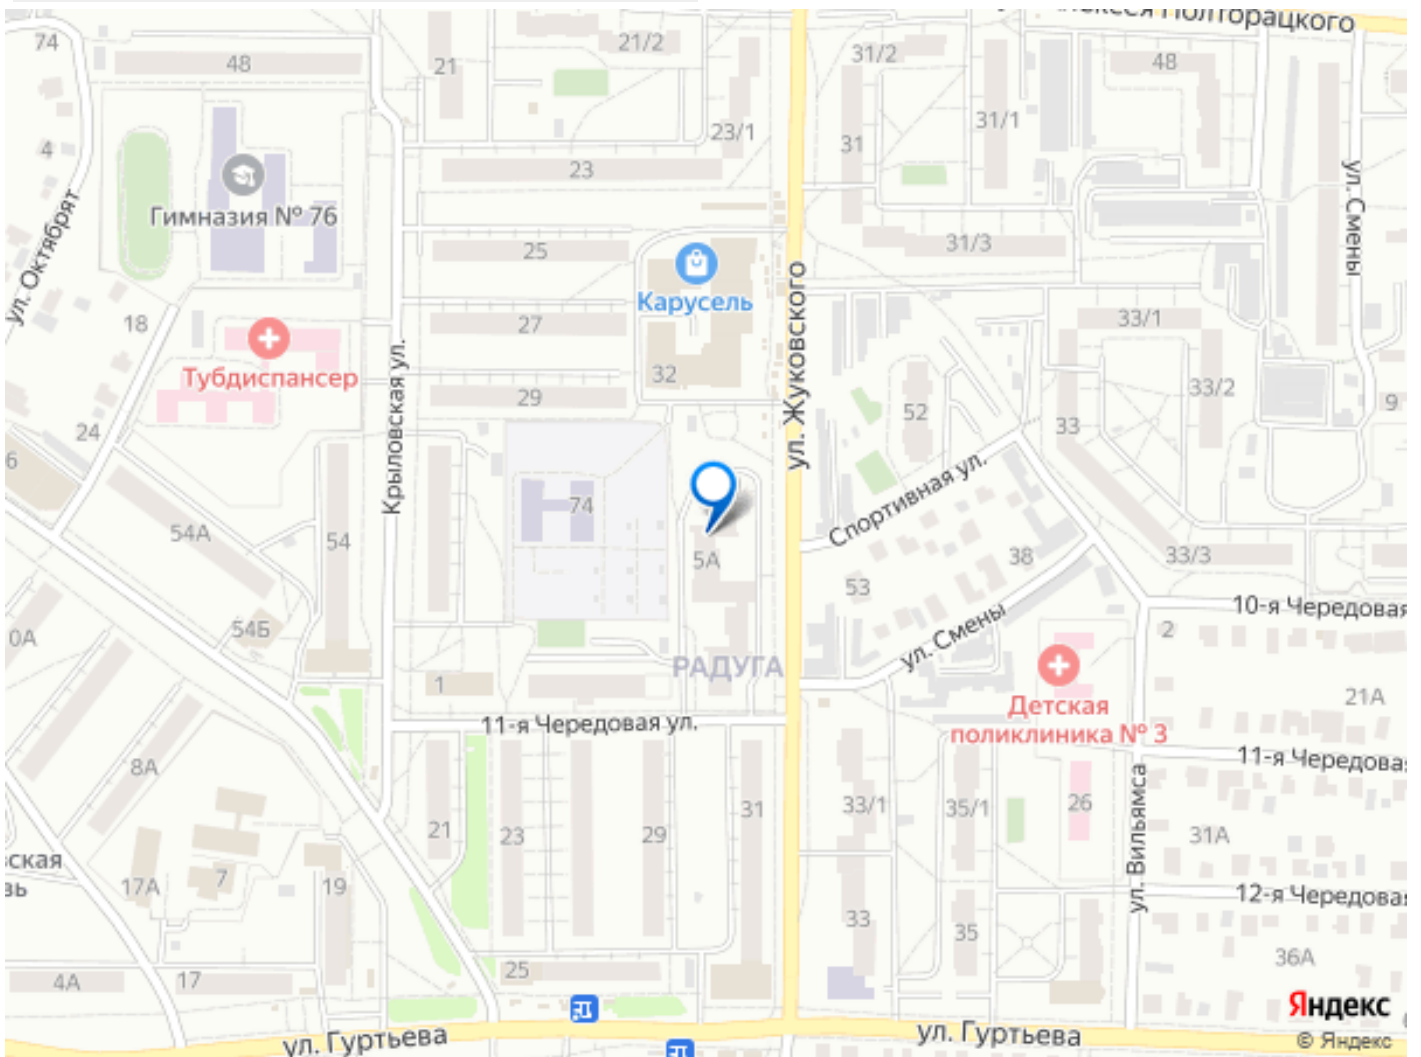 Полторацкого
74
48
21
21/2
31/2
48
31/1
23/1
31
4
23
ул. Смены
Гимназия № 76
ул. Октябрят
25
31/3
Карусель
ул. Жуковского
18
27
33/1
Тубдиспансер
32
33/2
Крыловская ул.
29
52
9
24
33
6
Спортивная ул.
74
54А
54
5А
38
33/3
53
10-я Чередовая
54Б
0А
ул. Смены
2
РАДУГА
1
21А
Детская
поликлиника № 3
11-я Чередовая ул.
11-я Чередовая
8А
33/1
35/1
26
31
21
23
29
31А
ул. Вильямса
ская
вь
17А
7
19
12-я Чередовая
33
35
36А
25
4А
17
Яндекс
ул. Гуртьева
ул. Гуртьева
© Яндекс